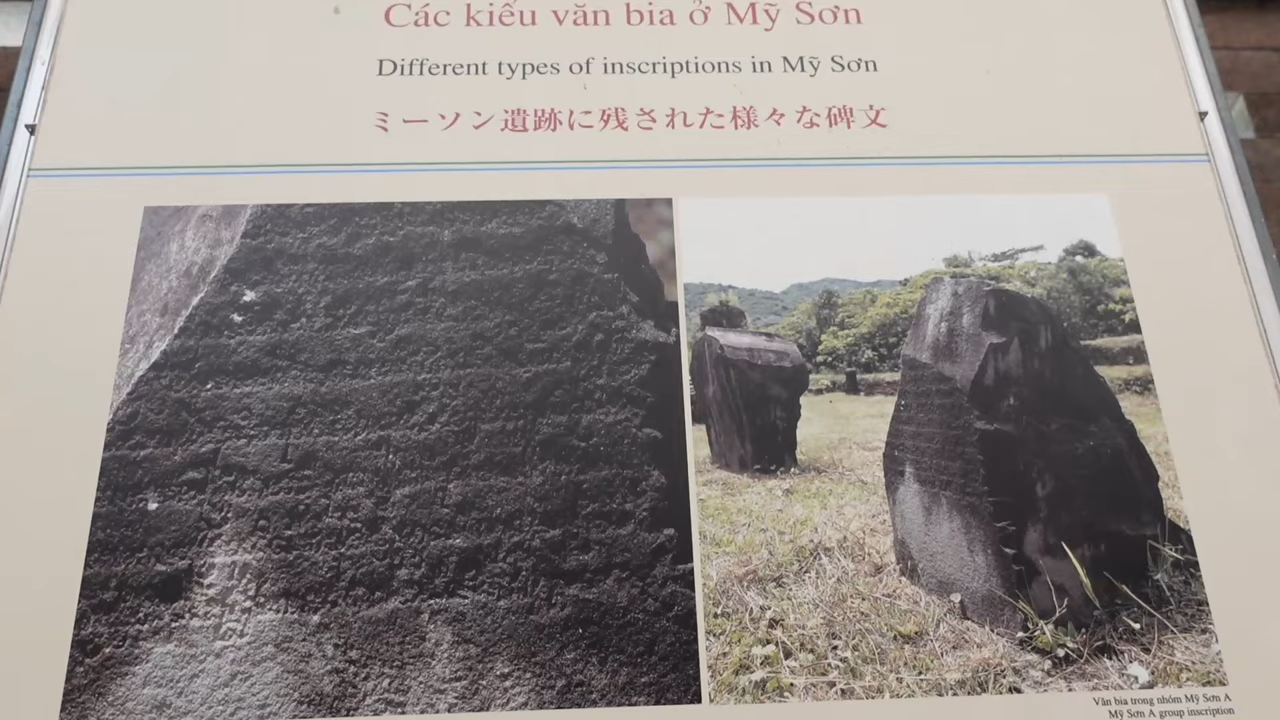 Các kiểu văn bia ở Mỹ Sơn
Different types of inscriptions in Mỹ Sơn
ミーソン遺跡に残された様々な碑文
Văn bia trong nhóm Mỹ Sơn A
Mỹ Sơn A group inscription